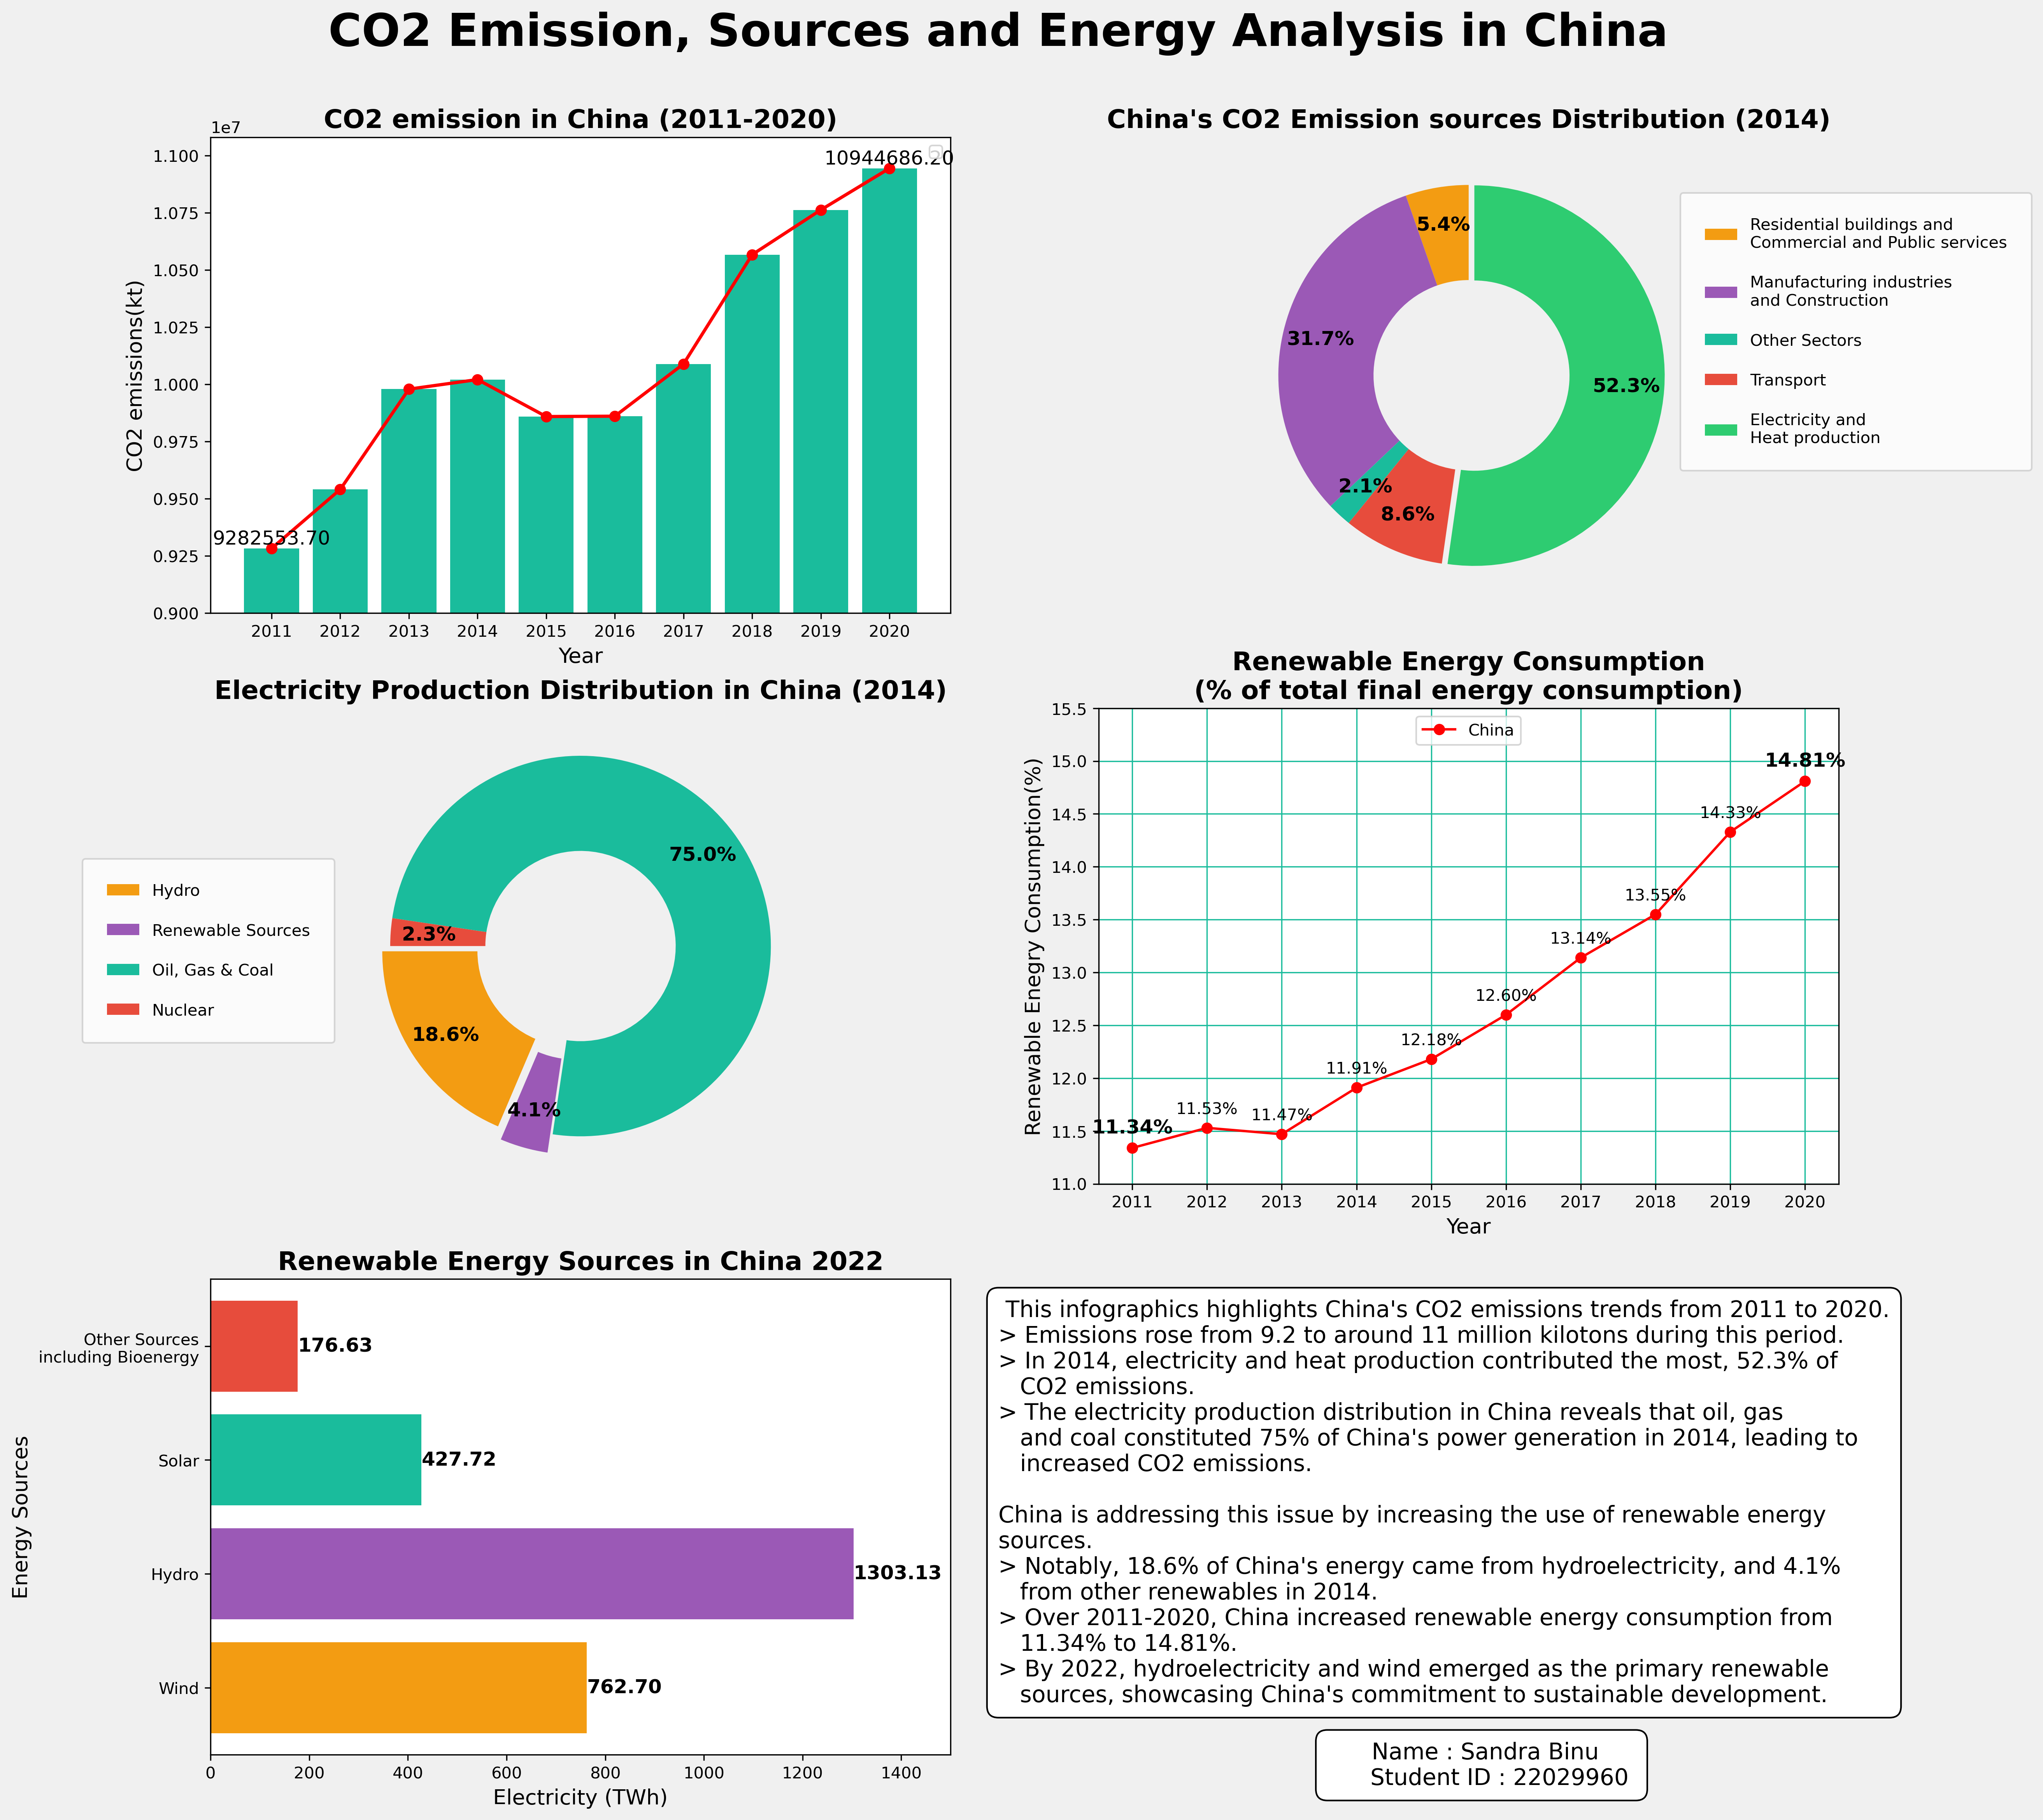 CO2 Emission, Sources and Energy Analysis in China
CO2 emission in China (2011-2020)
1e7
1.100
1.075
1.050
1.025
1.000
0.975
0.950
0.925
0.900
CO2 emissions(kt)
9282553.70
10944686.20
2011 2012 2013 2014 2015 2016 2017 2018 2019 2020
Year
China's CO2 Emission sources Distribution (2014)
5.4%
31.7%
2.1%
8.6%
52.3%
Residential buildings and
Commercial and Public services
Manufacturing industries
and Construction
Other Sectors
Transport
Electricity and
Heat production
Electricity Production Distribution in China (2014)
Hydro
Renewable Sources
Oil, Gas & Coal
Nuclear
75.0%
2.3%
18.6%
4.1%
Renewable Energy Consumption
(% of total final energy consumption)
China
15.5
15.0
14.5
14.0
13.5
13.0
12.5
12.0
11.5
11.0
Renewable Enegry Consumption(%)
11.34%
11.53%
11.47%
11.91%
12.18%
12.60%
13.14%
13.55%
14.33%
14.81%
2011 2012 2013 2014 2015 2016 2017 2018 2019 2020
Year
Renewable Energy Sources in China 2022
Energy Sources
Other Sources
including Bioenergy
176.63
Solar
427.72
Hydro
1303.13
Wind
762.70
0 200 400 600 800 1000 1200 1400
Electricity (TWh)
This infographics highlights China's CO2 emissions trends from 2011 to 2020.
> Emissions rose from 9.2 to around 11 million kilotons during this period.
> In 2014, electricity and heat production contributed the most, 52.3% of
CO2 emissions.
> The electricity production distribution in China reveals that oil, gas
and coal constituted 75% of China's power generation in 2014, leading to
increased CO2 emissions.
China is addressing this issue by increasing the use of renewable energy
sources.
> Notably, 18.6% of China's energy came from hydroelectricity, and 4.1%
from other renewables in 2014.
> Over 2011-2020, China increased renewable energy consumption from
11.34% to 14.81%.
> By 2022, hydroelectricity and wind emerged as the primary renewable
sources, showcasing China's commitment to sustainable development.
Name : Sandra Binu
Student ID : 22029960